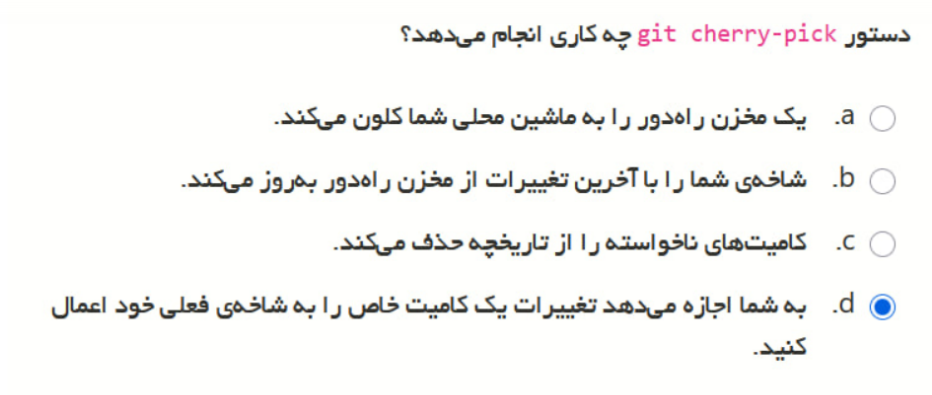 دستور git cherry-pick چه کاری انجام می‌دهد؟
a. یک مخزن راه‌دور را به ماشین محلی شما کلون می‌کند.
b. شاخه‌ی شما را با آخرین تغییرات از مخزن راه‌دور به‌روز می‌کند.
c. کامیت‌های ناخواسته را از تاریخچه حذف می‌کند.
d. به شما اجازه می‌دهد تغییرات یک کامیت خاص را به شاخه‌ی فعلی خود اعمال
کنید.